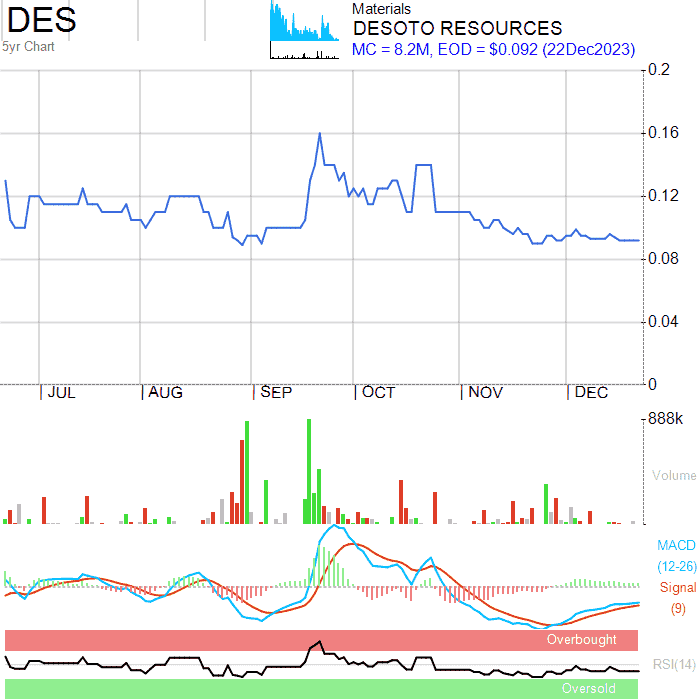 DES
5yr Chart
Materials
DESOTO RESOURCES
MC = 8.2M, EOD = $0.092 (22Dec2023)
0.2
0.16
0.12
0.08
0.04
0
JUL
AUG
SEP
OCT
NOV
DEC
888k
Volume
MACD
(12-26)
Signal
(9)
Overbought
RSI(14)
Oversold